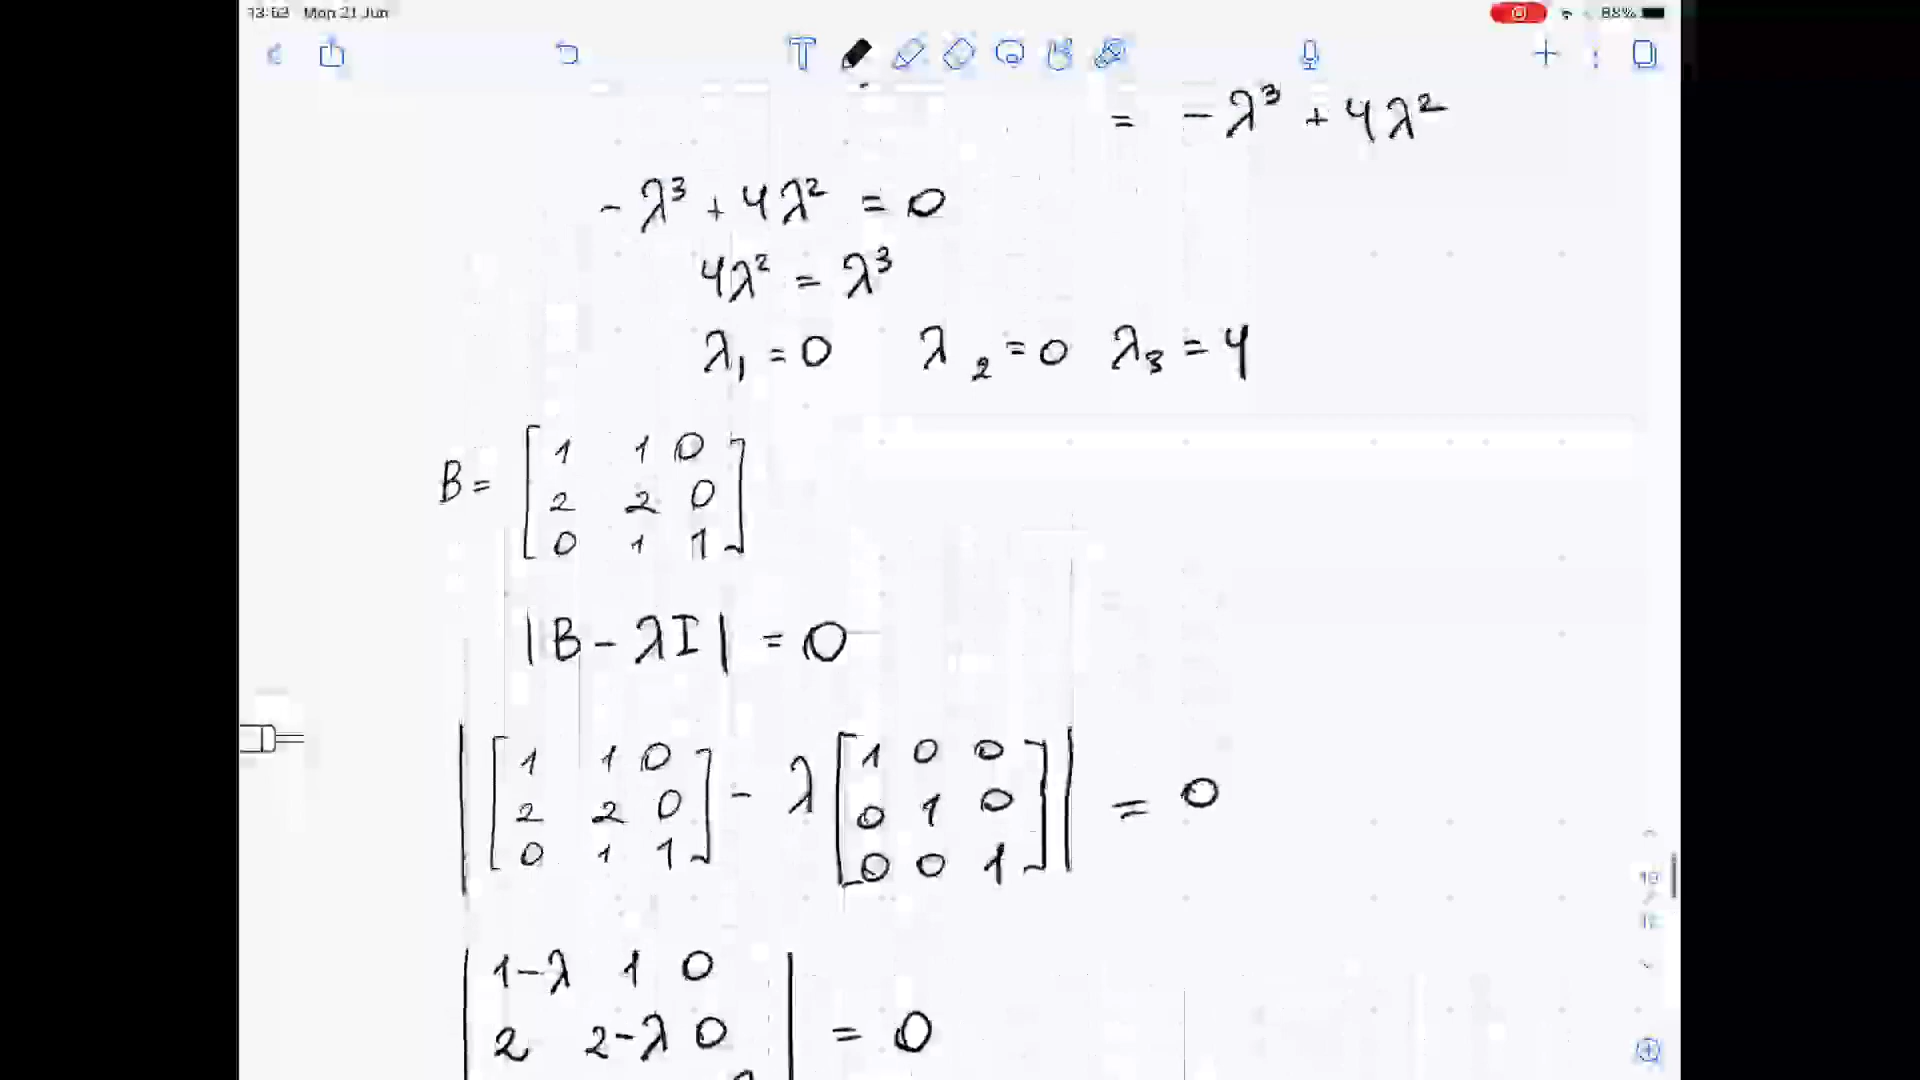 13:53 Mon 21 Jun
88%
= -λ³ + 4λ²
-λ³ + 4λ² = 0
4λ² = λ³
λ₁ = 0 λ₂ = 0 λ₃ = 4
B = [1 1 0
2 2 0
0 1 1]
|B - λI| = 0
|[1 1 0
2 2 0
0 1 1] - λ [1 0 0
0 1 0
0 0 1]| = 0
|1-λ 1 0
2 2-λ 0| = 0